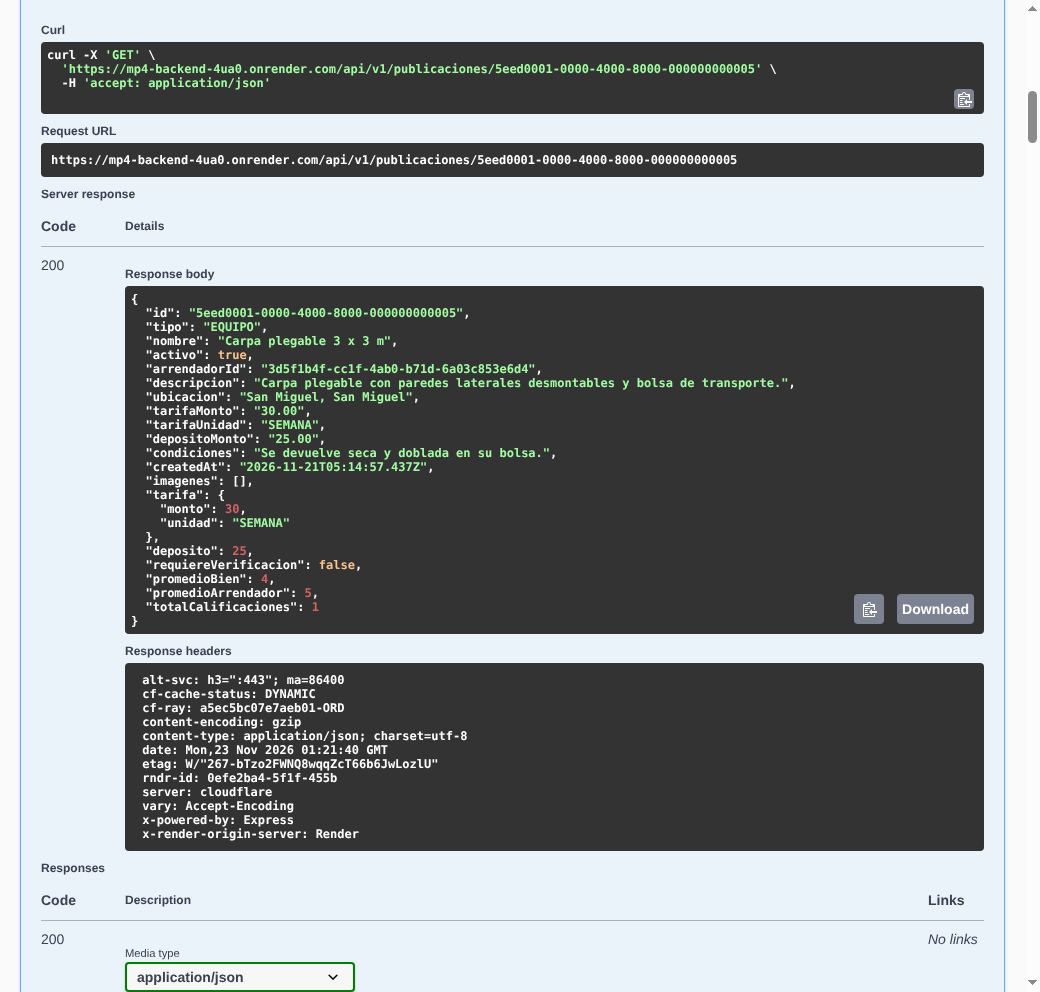 Curl
curl -X 'GET' \
  'https://mp4-backend-4ua0.onrender.com/api/v1/publicaciones/5eed0001-0000-4000-8000-000000000005' \
  -H 'accept: application/json'
Request URL
https://mp4-backend-4ua0.onrender.com/api/v1/publicaciones/5eed0001-0000-4000-8000-000000000005
Server response
Code Details
200
Response body
{
  "id": "5eed0001-0000-4000-8000-000000000005",
  "tipo": "EQUIPO",
  "nombre": "Carpa plegable 3 x 3 m",
  "activo": true,
  "arrendadorId": "3d5f1b4f-cc1f-4ab0-b71d-6a03c853e6d4",
  "descripcion": "Carpa plegable con paredes laterales desmontables y bolsa de transporte.",
  "ubicacion": "San Miguel, San Miguel",
  "tarifaMonto": "30.00",
  "tarifaUnidad": "SEMANA",
  "depositoMonto": "25.00",
  "condiciones": "Se devuelve seca y doblada en su bolsa.",
  "createdAt": "2026-11-21T05:14:57.437Z",
  "imagenes": [],
  "tarifa": {
    "monto": 30,
    "unidad": "SEMANA"
  },
  "deposito": 25,
  "requiereVerificacion": false,
  "promedioBien": 4,
  "promedioArrendador": 5,
  "totalCalificaciones": 1
}
Download
Response headers
alt-svc: h3=":443"; ma=86400
cf-cache-status: DYNAMIC
cf-ray: a5ec5bc07e7aeb01-ORD
content-encoding: gzip
content-type: application/json; charset=utf-8
date: Mon,23 Nov 2026 01:21:40 GMT
etag: W/"267-bTzo2FWNQ8wqqZcT66b6JwLozlU"
rndr-id: 0efe2ba4-5f1f-455b
server: cloudflare
vary: Accept-Encoding
x-powered-by: Express
x-render-origin-server: Render
Responses
Code Description Links
200 No links
Media type
application/json